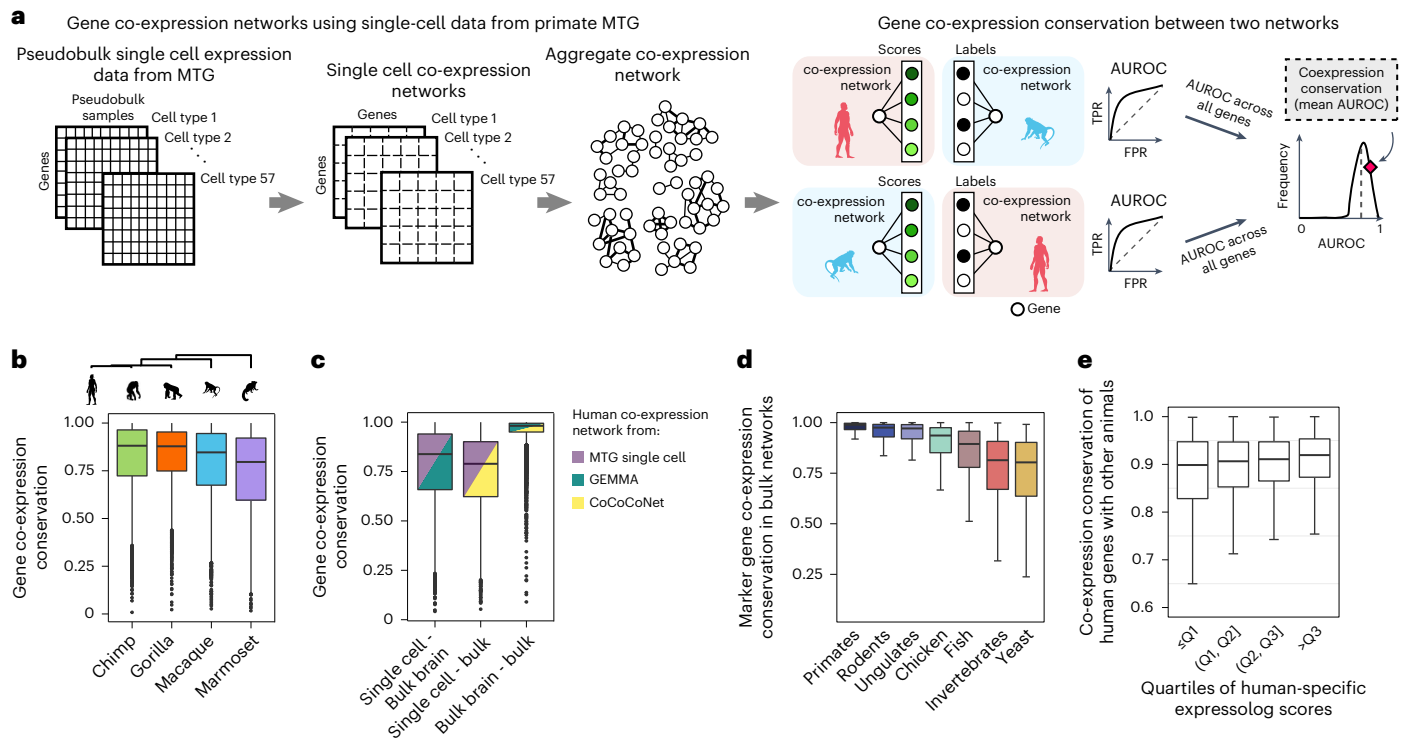 a
Gene co-expression networks using single-cell data from primate MTG
Gene co-expression conservation between two networks
Pseudobulk single cell expression
data from MTG
Pseudobulk
samples
Genes
Cell type 1
Cell type 2
Cell type 57
Single cell co-expression
networks
Genes
Genes
Cell type 1
Cell type 2
Cell type 57
Aggregate co-expression
network
Scores
Labels
co-expression
network
co-expression
network
AUROC
TPR
FPR
AUROC across
all genes
Scores
Labels
co-expression
network
co-expression
network
AUROC
TPR
FPR
AUROC across
all genes
Gene
Coexpression
conservation
(mean AUROC)
Frequency
0
1
AUROC
b
Gene co-expression
conservation
1.00
0.75
0.50
0.25
0
Chimp
Gorilla
Macaque
Marmoset
c
Gene co-expression
conservation
1.00
0.75
0.50
0.25
0
Single cell -
Bulk brain
Single cell - bulk
Bulk brain - bulk
Human co-expression
network from:
MTG single cell
GEMMA
CoCoCoNet
d
Marker gene co-expression
conservation in bulk networks
1.00
0.75
0.50
0.25
Primates
Rodents
Ungulates
Chicken
Fish
Invertebrates
Yeast
e
Co-expression conservation of
human genes with other animals
1.0
0.9
0.8
0.7
0.6
≤Q1
(Q1, Q2]
(Q2, Q3]
>Q3
Quartiles of human-specific
expressolog scores